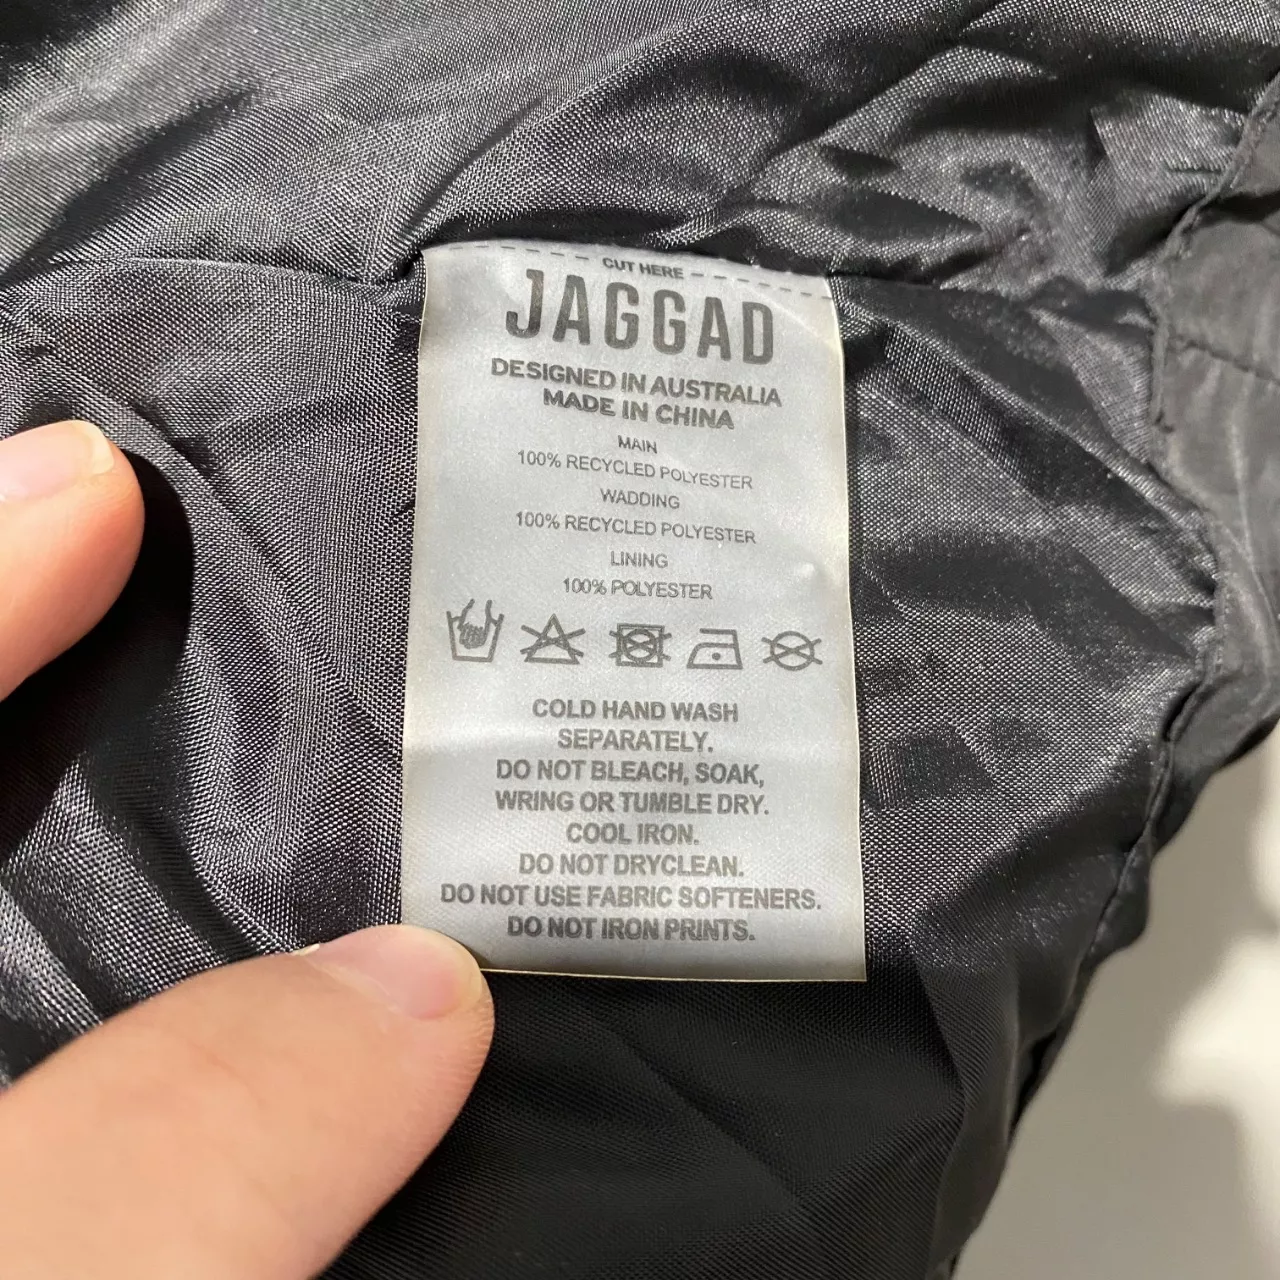 CUT HERE
JAGGAD
DESIGNED IN AUSTRALIA
MADE IN CHINA
MAIN
100% RECYCLED POLYESTER
WADDING
100% RECYCLED POLYESTER
LINING
100% POLYESTER
COLD HAND WASH
SEPARATELY.
DO NOT BLEACH, SOAK,
WRING OR TUMBLE DRY.
COOL IRON.
DO NOT DRYCLEAN.
DO NOT USE FABRIC SOFTENERS.
DO NOT IRON PRINTS.